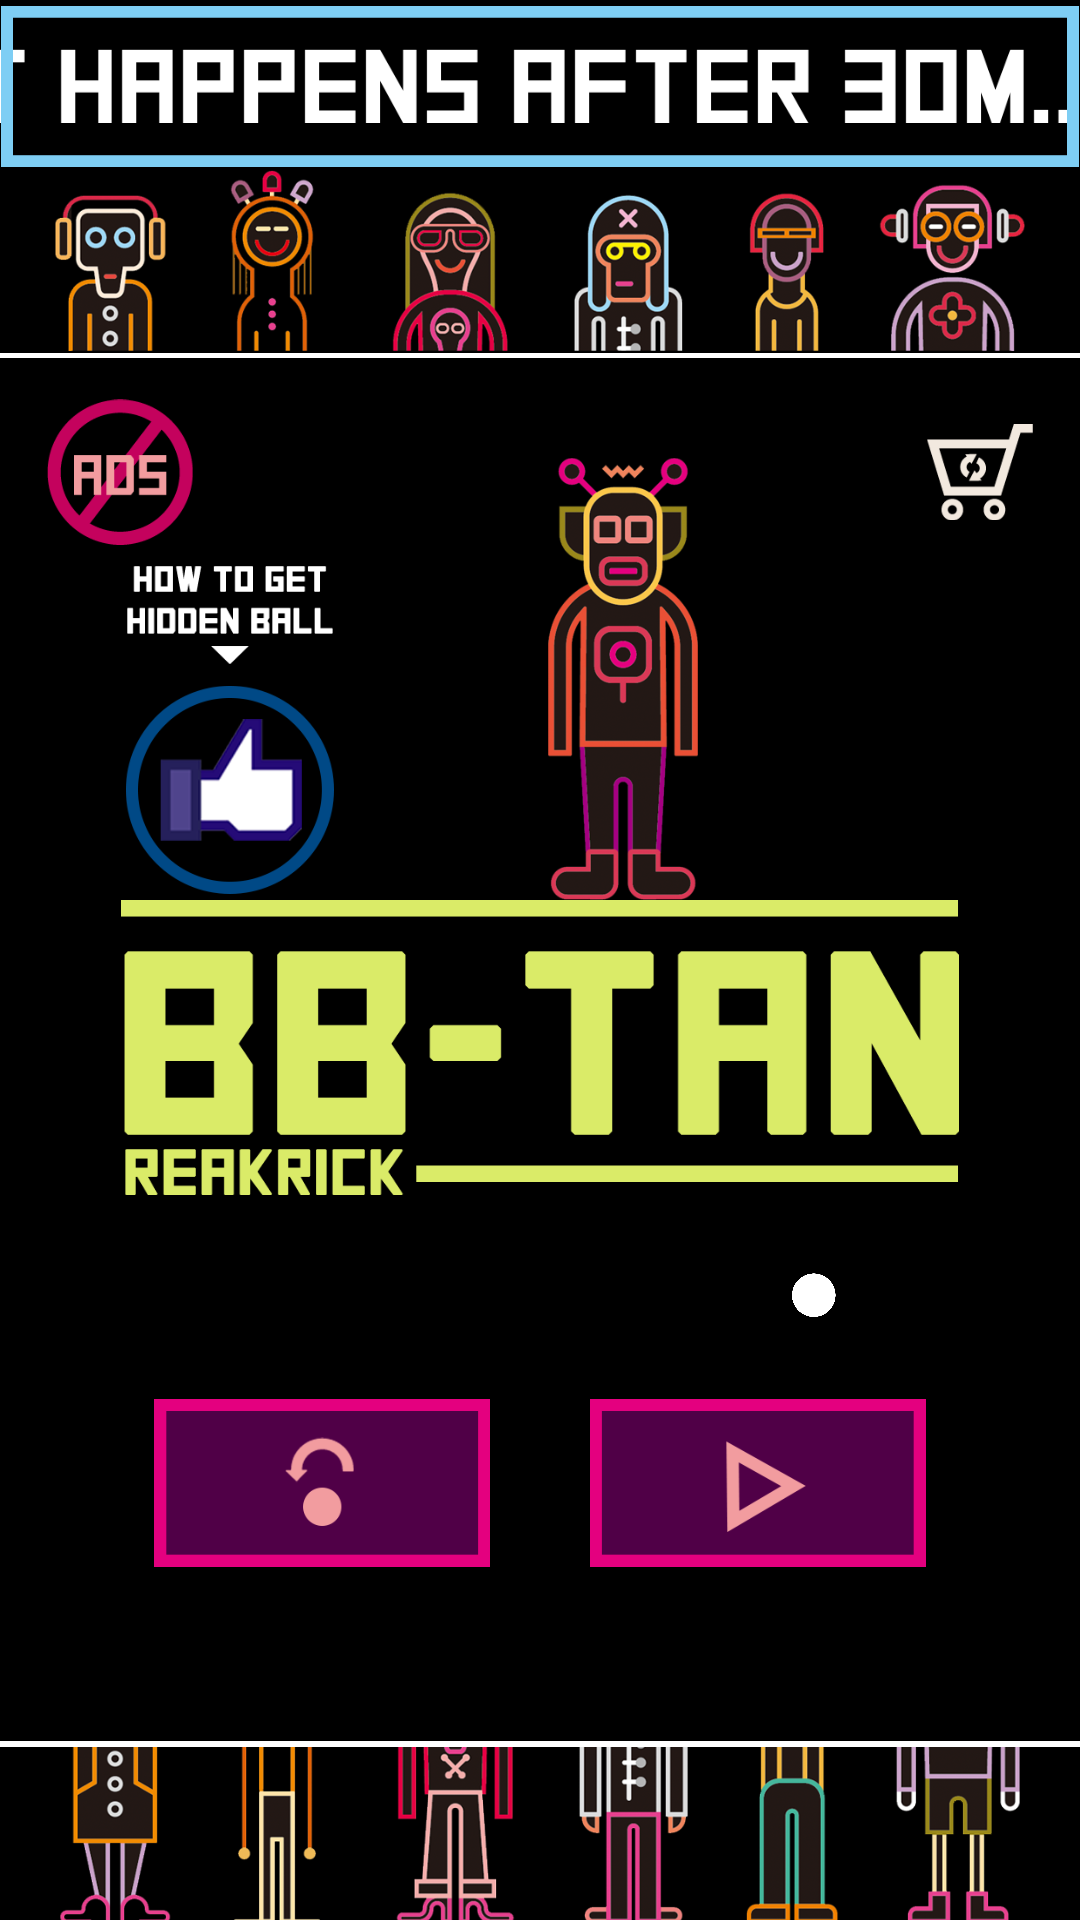 HAPPENS AFTER 30M..
ADS
HOW TO GET
HIDDEN BALL
BB-TAN
REAKRICK